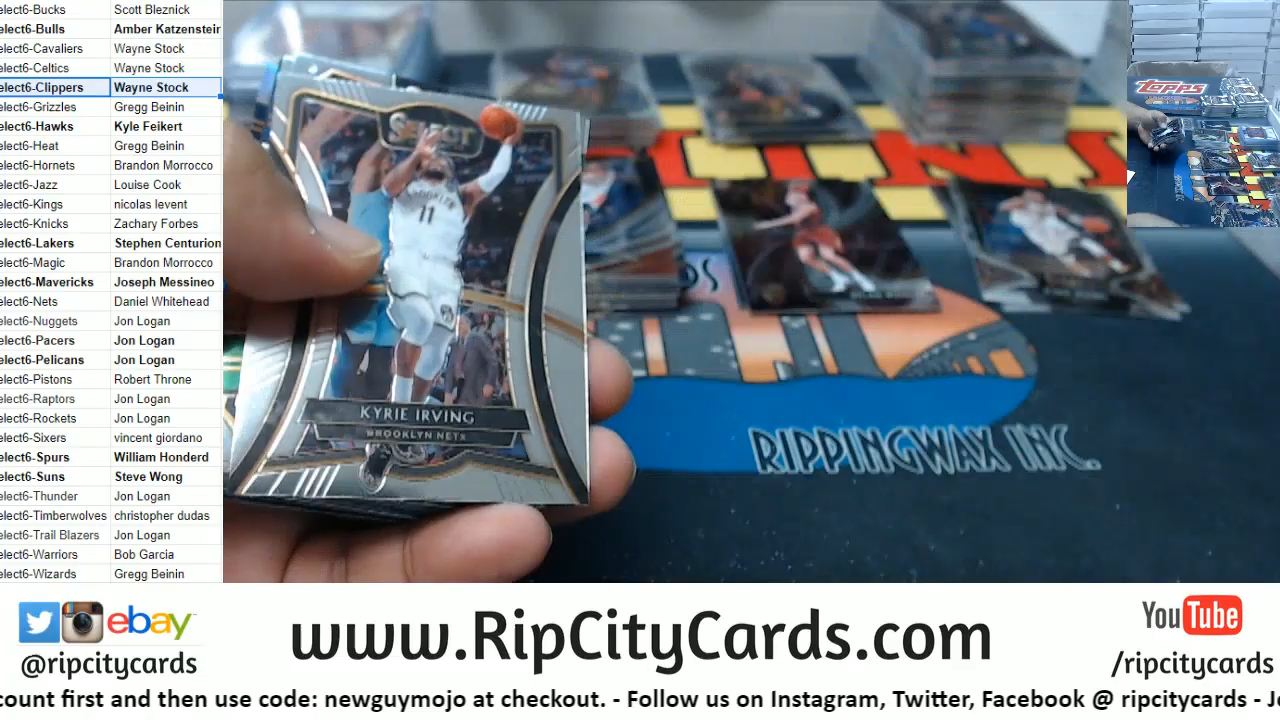 elect6-Bucks Scott Bleznick
elect6-Bulls Amber Katzenstein
elect6-Cavaliers Wayne Stock
elect6-Celtics Wayne Stock
elect6-Clippers Wayne Stock
elect6-Grizzles Gregg Beinin
elect6-Hawks Kyle Feikert
elect6-Heat Gregg Beinin
elect6-Hornets Brandon Morrocco
elect6-Jazz Louise Cook
elect6-Kings nicolas levent
elect6-Knicks Zachary Forbes
elect6-Lakers Stephen Centurion
elect6-Magic Brandon Morrocco
elect6-Mavericks Joseph Messineo
elect6-Nets Daniel Whitehead
elect6-Nuggets Jon Logan
elect6-Pacers Jon Logan
elect6-Pelicans Jon Logan
elect6-Pistons Robert Throne
elect6-Raptors Jon Logan
elect6-Rockets Jon Logan
elect6-Sixers vincent giordano
elect6-Spurs William Honderd
elect6-Suns Steve Wong
elect6-Thunder Jon Logan
elect6-Timberwolves christopher dudas
elect6-Trail Blazers Jon Logan
elect6-Warriors Bob Garcia
elect6-Wizards Gregg Beinin
SELECT
BROOKLYN
11
KYRIE IRVING
BROOKLYN NETS
RIPPINGWAX INC.
Topps
ebay
@ripcitycards
www.RipCityCards.com
YouTube
/ripcitycards
count first and then use code: newguymojo at checkout. - Follow us on Instagram, Twitter, Facebook @ ripcitycards - J